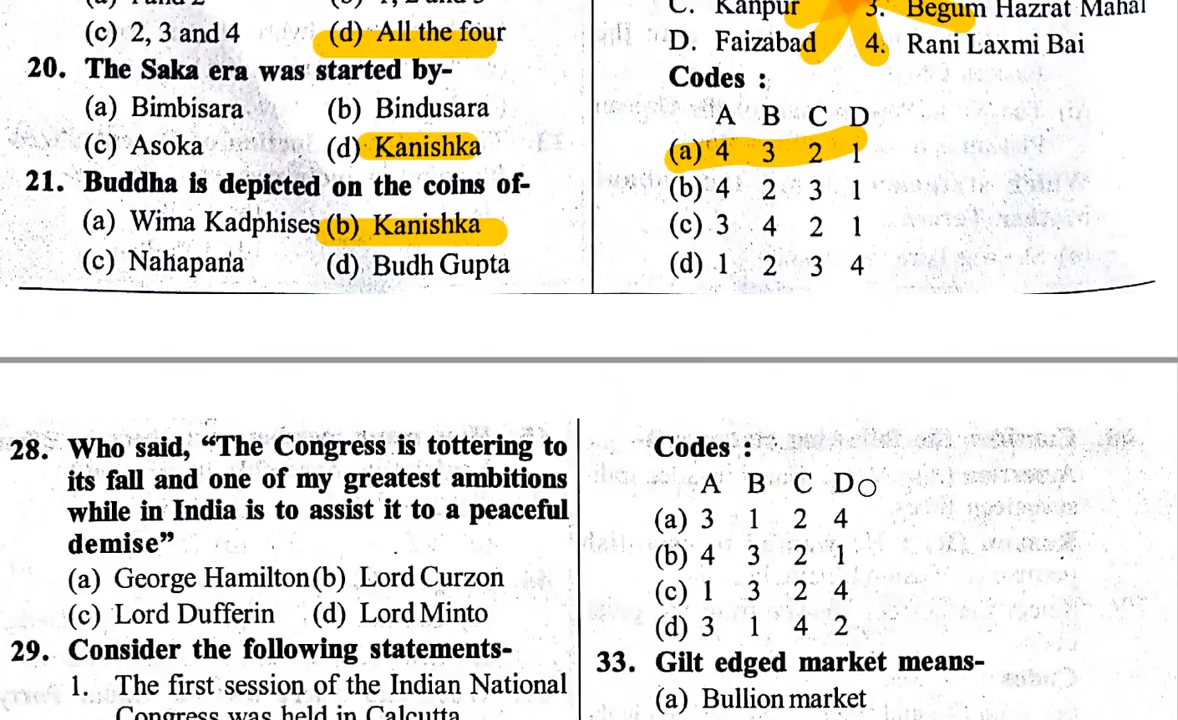 (c) 2, 3 and 4 (d) All the four
20. The Saka era was started by-
(a) Bimbisara (b) Bindusara
(c) Asoka (d) Kanishka
21. Buddha is depicted on the coins of-
(a) Wima Kadphises (b) Kanishka
(c) Nahapana (d) Budh Gupta
C. Kanpur 3. Begum Hazrat Mahal
D. Faizabad 4. Rani Laxmi Bai
Codes :
A B C D
(a) 4 3 2 1
(b) 4 2 3 1
(c) 3 4 2 1
(d) 1 2 3 4
28. Who said, “The Congress is tottering to
its fall and one of my greatest ambitions
while in India is to assist it to a peaceful
demise”
(a) George Hamilton (b) Lord Curzon
(c) Lord Dufferin (d) Lord Minto
29. Consider the following statements-
1. The first session of the Indian National
Congress was held in Calcutta
Codes :
A B C D
(a) 3 1 2 4
(b) 4 3 2 1
(c) 1 3 2 4
(d) 3 1 4 2
33. Gilt edged market means-
(a) Bullion market